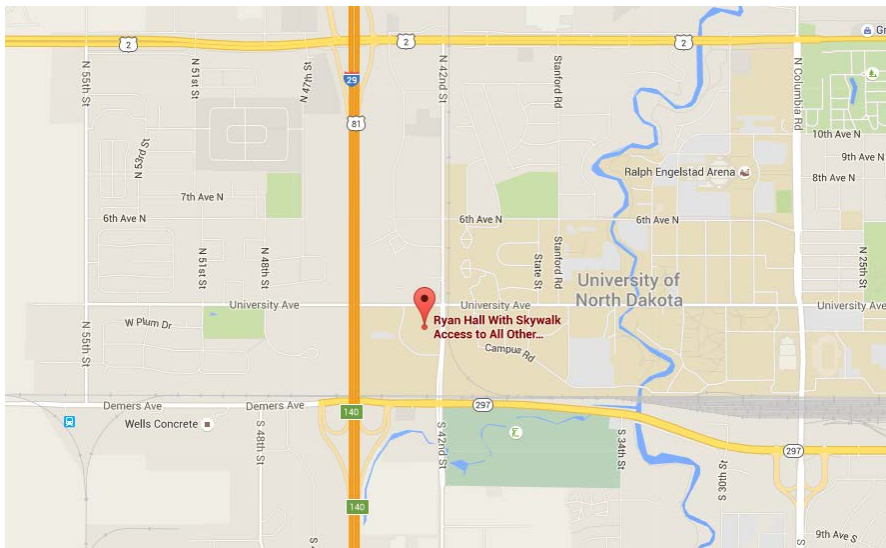 2
2
2
Gr
N 55th St
N 51st St
N 47th St
29
N 42nd St
Stanford Rd
N Columbia Rd
81
10th Ave N
N 53rd St
9th Ave N
Ralph Engelstad Arena
8th Ave N
7th Ave N
6th Ave N
6th Ave N
6th Ave N
N 51st St
N 48th St
State St
Stanford Rd
N 25th St
University of
North Dakota
University Ave
University Ave
University Ave
W Plum Dr
Ryan Hall With Skywalk
Access to All Other...
Campus Rd
N 55th St
Demers Ave
Demers Ave
140
297
Wells Concrete
S 48th St
S 42nd St
S 34th St
297
S 30th St
140
S
S
9th Ave S